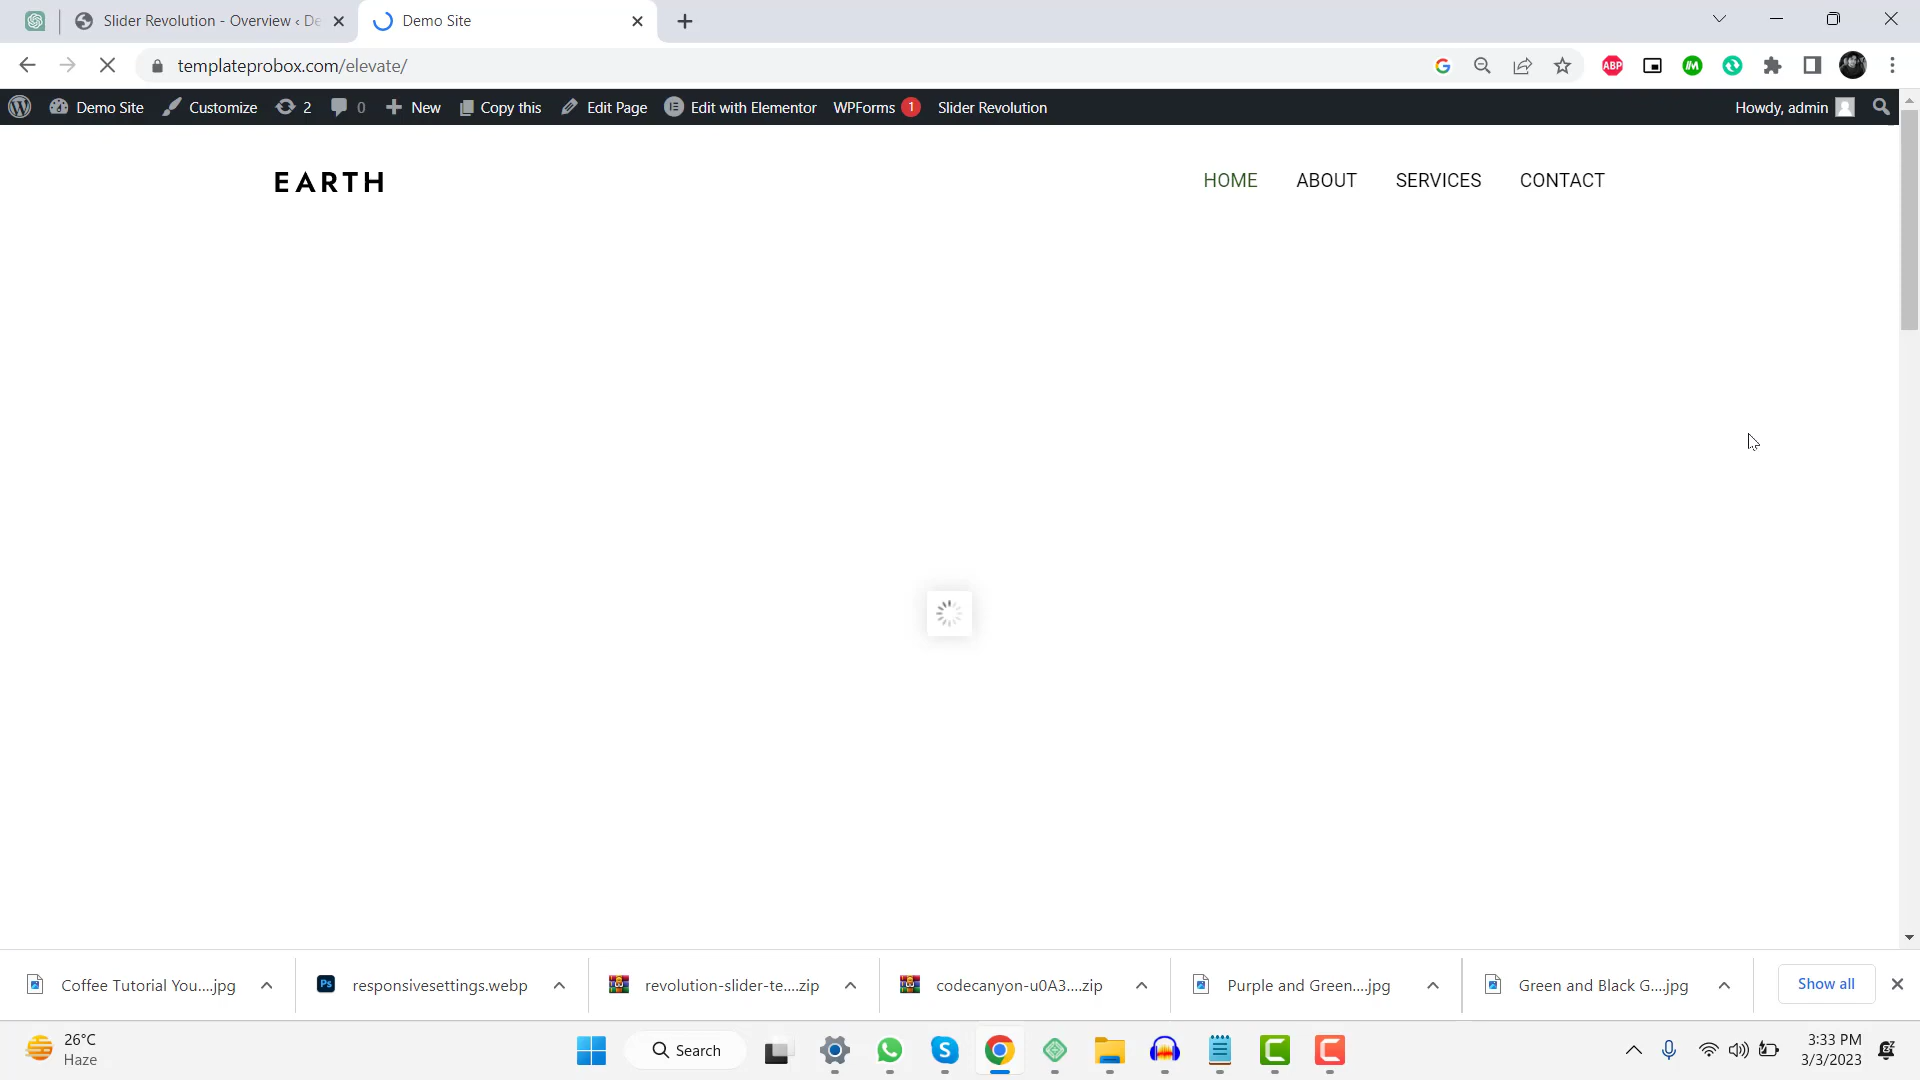 Slider Revolution - Overview ‹ De
Demo Site
templateprobox.com/elevate/
ABP
Demo Site
Customize
2
0
New
Copy this
Edit Page
Edit with Elementor
WPForms 1
Slider Revolution
Howdy, admin
EARTH
HOME
ABOUT
SERVICES
CONTACT
Coffee Tutorial You....jpg
Ps
responsivesettings.webp
revolution-slider-te....zip
codecanyon-u0A3....zip
Purple and Green....jpg
Green and Black G....jpg
Show all
26°C
Haze
Search
3:33 PM
3/3/2023